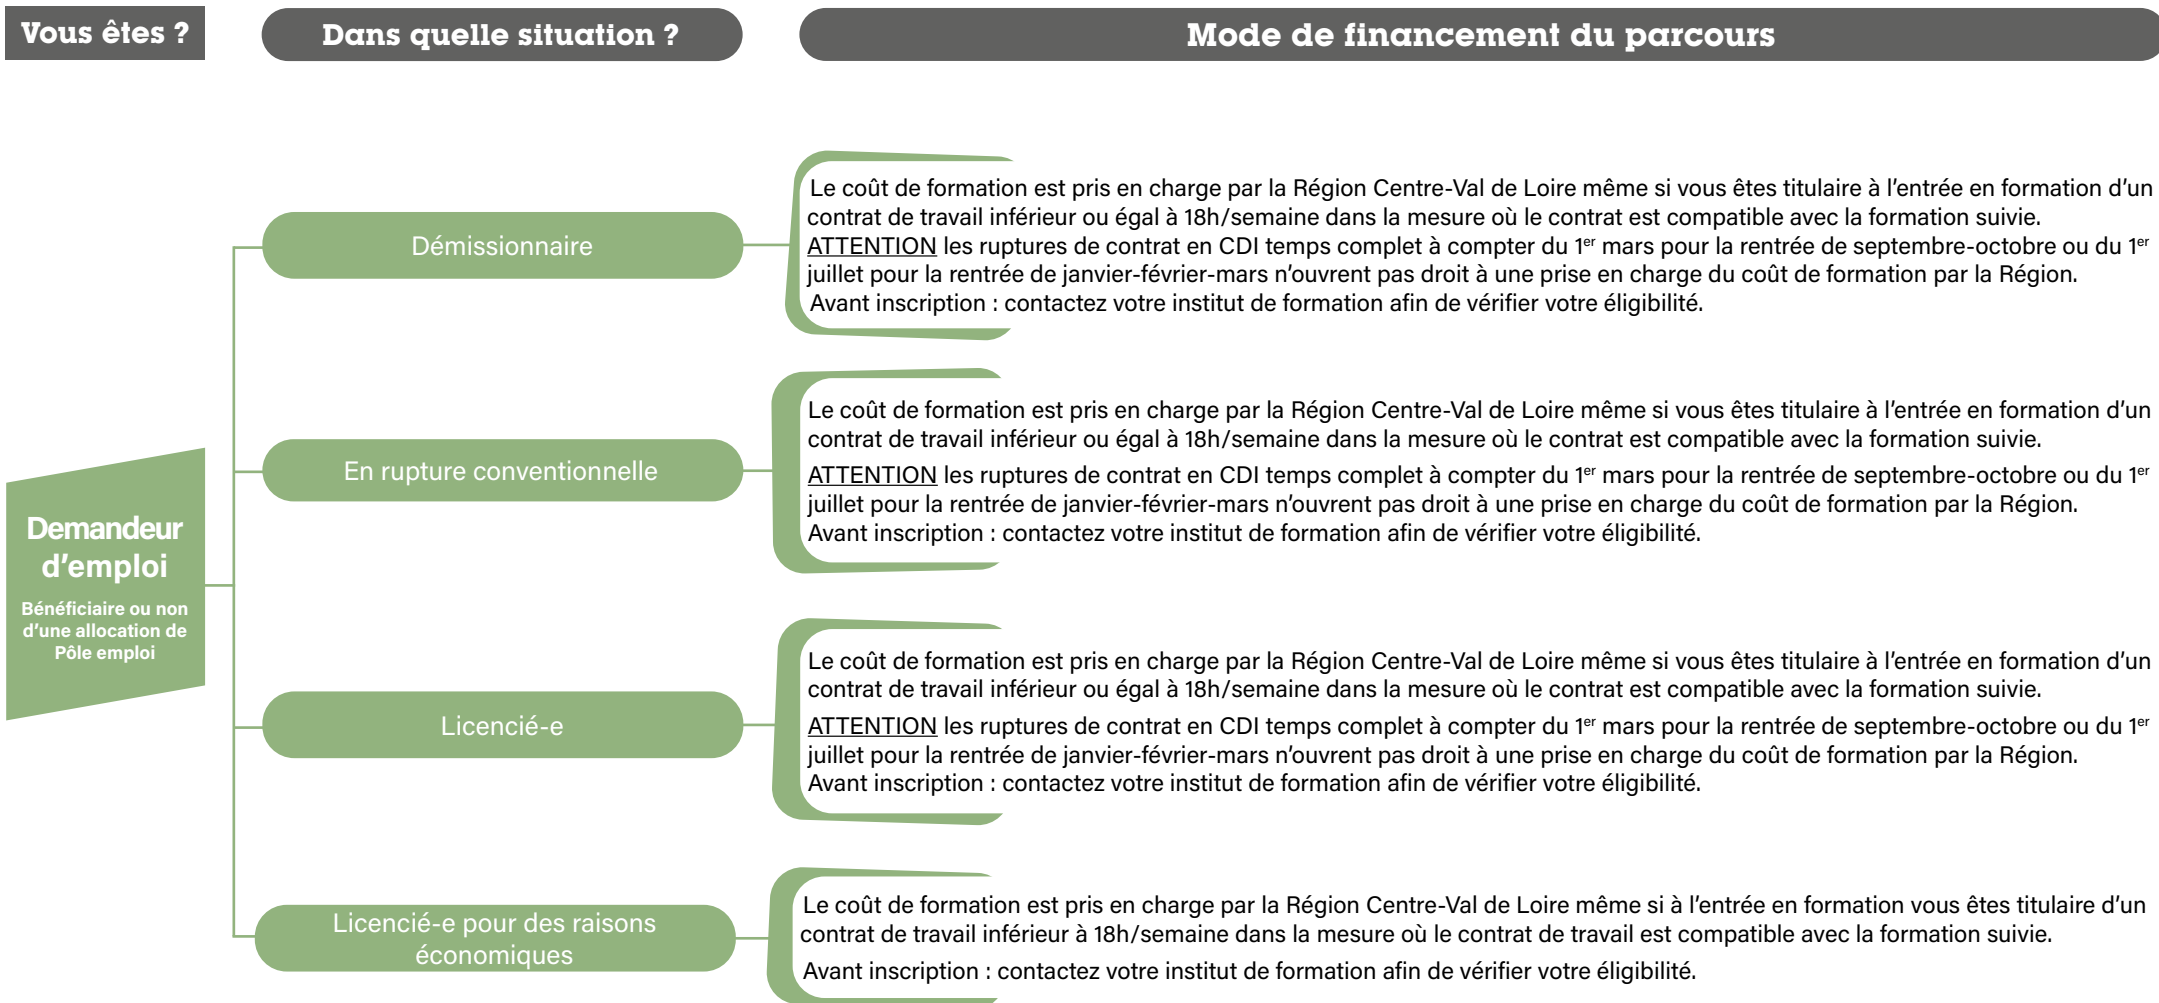 Vous êtes ?
Dans quelle situation ?
Mode de financement du parcours
Demandeur
d'emploi
Bénéficiaire ou non
d'une allocation de
Pôle emploi
Démissionnaire
Le coût de formation est pris en charge par la Région Centre-Val de Loire même si vous êtes titulaire à l'entrée en formation d'un
contrat de travail inférieur ou égal à 18h/semaine dans la mesure où le contrat est compatible avec la formation suivie.
ATTENTION les ruptures de contrat en CDI temps complet à compter du 1er mars pour la rentrée de septembre-octobre ou du 1er
juillet pour la rentrée de janvier-février-mars n'ouvrent pas droit à une prise en charge du coût de formation par la Région.
Avant inscription : contactez votre institut de formation afin de vérifier votre éligibilité.
En rupture conventionnelle
Le coût de formation est pris en charge par la Région Centre-Val de Loire même si vous êtes titulaire à l'entrée en formation d'un
contrat de travail inférieur ou égal à 18h/semaine dans la mesure où le contrat est compatible avec la formation suivie.
ATTENTION les ruptures de contrat en CDI temps complet à compter du 1er mars pour la rentrée de septembre-octobre ou du 1er
juillet pour la rentrée de janvier-février-mars n'ouvrent pas droit à une prise en charge du coût de formation par la Région.
Avant inscription : contactez votre institut de formation afin de vérifier votre éligibilité.
Licencié-e
Le coût de formation est pris en charge par la Région Centre-Val de Loire même si vous êtes titulaire à l'entrée en formation d'un
contrat de travail inférieur ou égal à 18h/semaine dans la mesure où le contrat est compatible avec la formation suivie.
ATTENTION les ruptures de contrat en CDI temps complet à compter du 1er mars pour la rentrée de septembre-octobre ou du 1er
juillet pour la rentrée de janvier-février-mars n'ouvrent pas droit à une prise en charge du coût de formation par la Région.
Avant inscription : contactez votre institut de formation afin de vérifier votre éligibilité.
Licencié-e pour des raisons
économiques
Le coût de formation est pris en charge par la Région Centre-Val de Loire même si à l'entrée en formation vous êtes titulaire d'un
contrat de travail inférieur à 18h/semaine dans la mesure où le contrat de travail est compatible avec la formation suivie.
Avant inscription : contactez votre institut de formation afin de vérifier votre éligibilité.